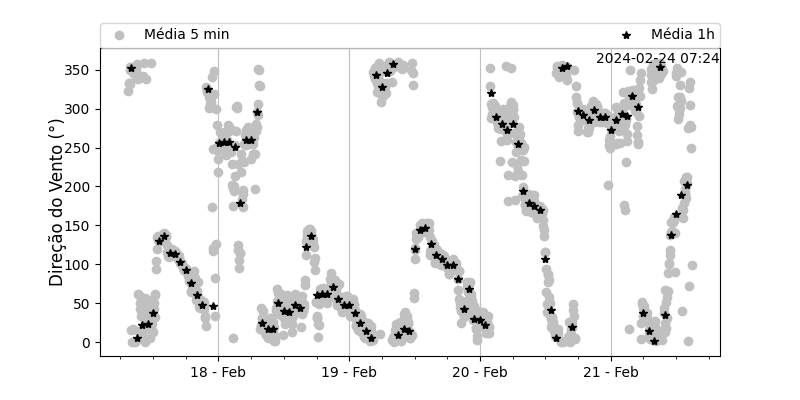 Média 5 min
Média 1h
2024-02-24 07:24
Direção do Vento (°)
350
300
250
200
150
100
50
0
18 - Feb
19 - Feb
20 - Feb
21 - Feb